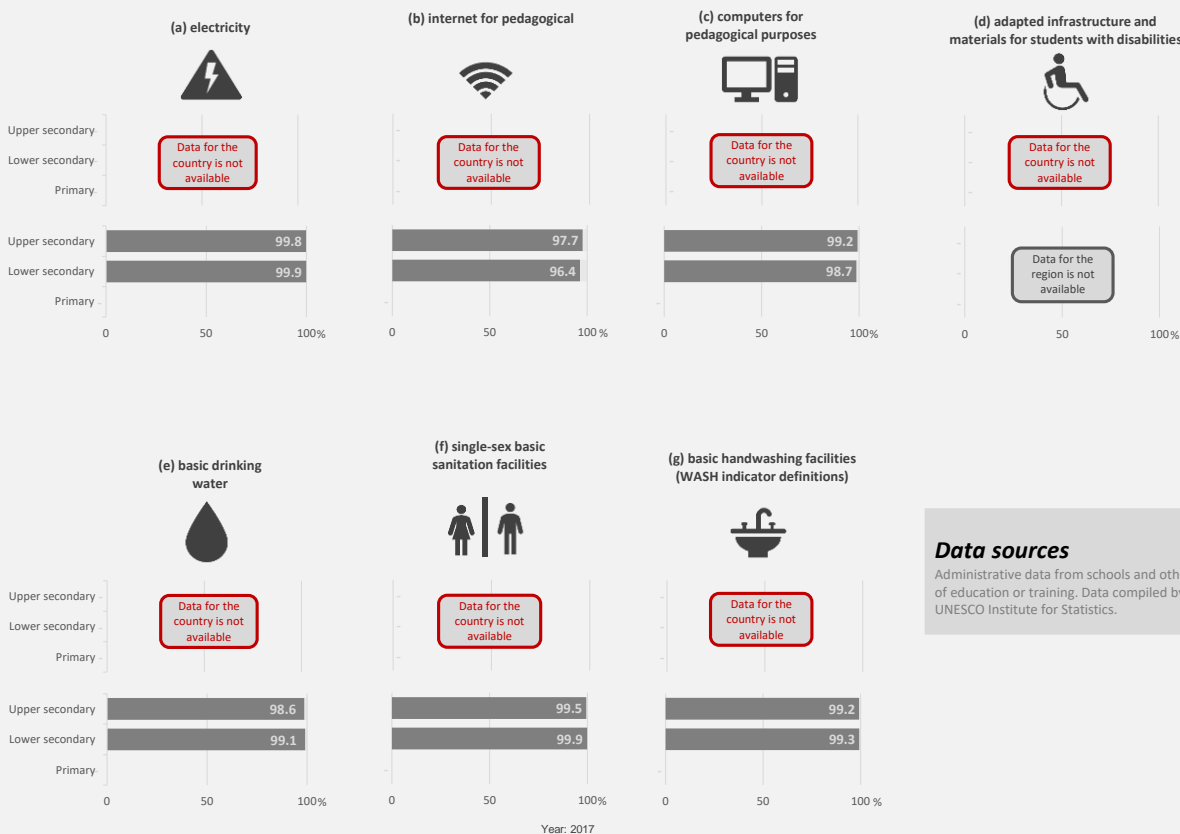 (a) electricity
(b) internet for pedagogical
(c) computers for
pedagogical purposes
(d) adapted infrastructure and
materials for students with disabilities
Upper secondary
Lower secondary
Primary
Data for the
country is not
available
Data for the
country is not
available
Data for the
country is not
available
Data for the
country is not
available
Upper secondary
Lower secondary
Primary
99.8
99.9
97.7
96.4
99.2
98.7
Data for the
region is not
available
0 50 100%
0 50 100%
0 50 100%
0 50 100%
(e) basic drinking
water
(f) single-sex basic
sanitation facilities
(g) basic handwashing facilities
(WASH indicator definitions)
Upper secondary
Lower secondary
Primary
Data for the
country is not
available
Data for the
country is not
available
Data for the
country is not
available
Data sources
Administrative data from schools and oth
of education or training. Data compiled by
UNESCO Institute for Statistics.
Upper secondary
Lower secondary
Primary
98.6
99.1
99.5
99.9
99.2
99.3
0 50 100%
0 50 100%
0 50 100 %
Year: 2017